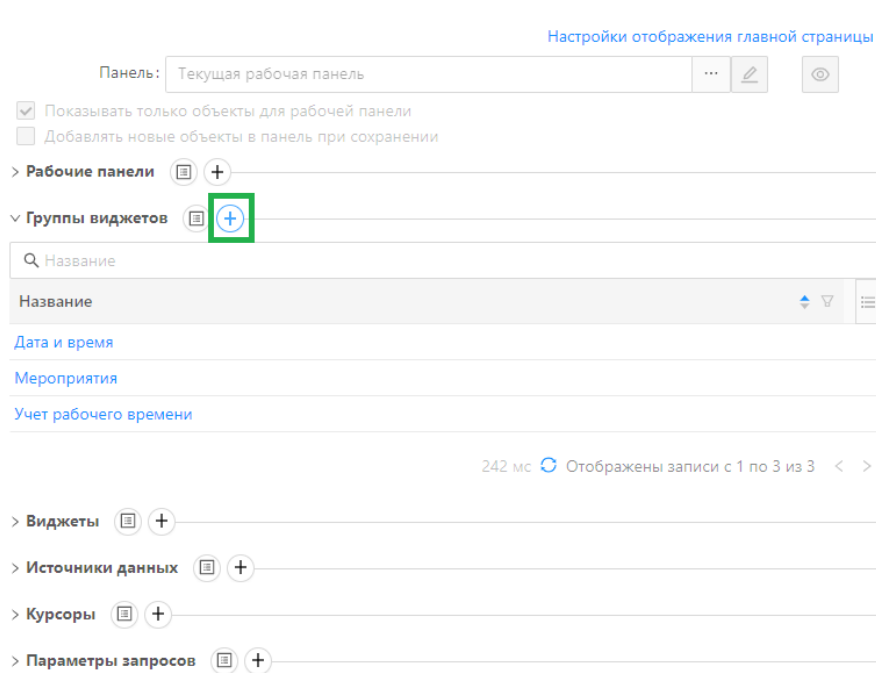 Настройки отображения главной страницы
Панель: Текущая рабочая панель ...
Показывать только объекты для рабочей панели
Добавлять новые объекты в панель при сохранении
Рабочие панели
Группы виджетов
Название
Название
Дата и время
Мероприятия
Учет рабочего времени
242 мс Отображены записи с 1 по 3 из 3
Виджеты
Источники данных
Курсоры
Параметры запросов